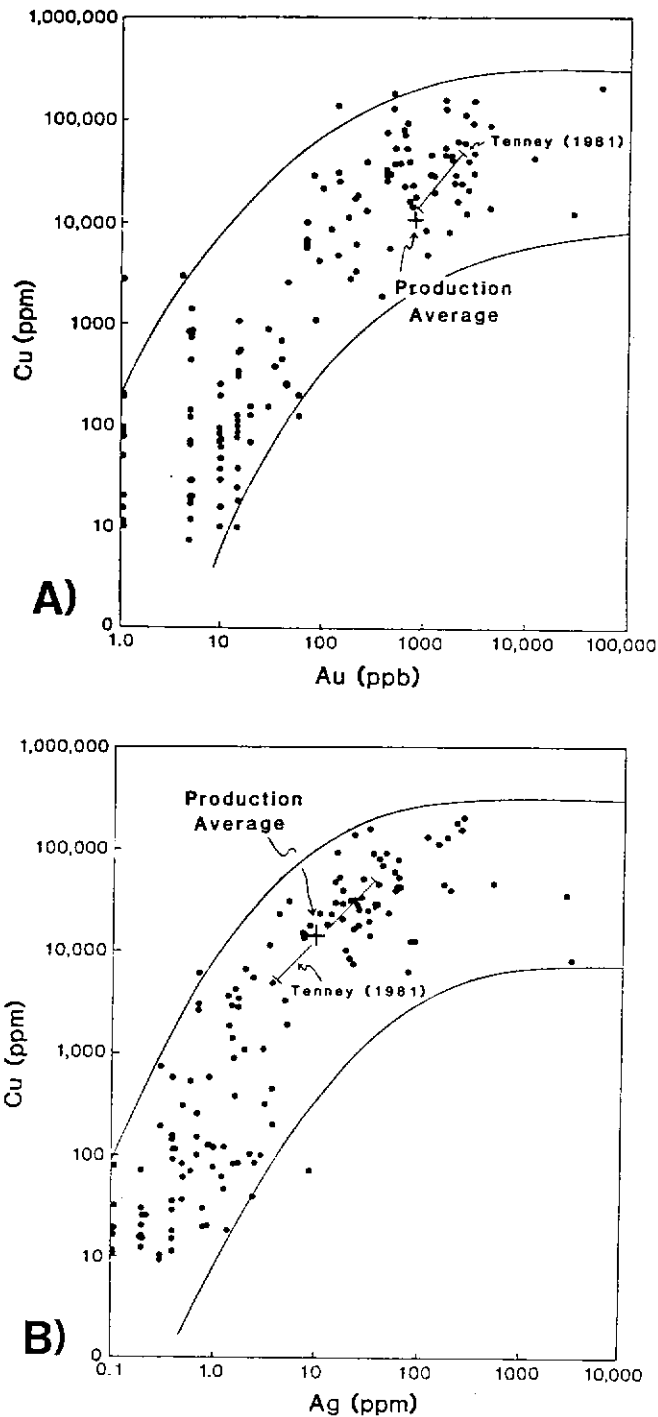 1,000,000
100,000
10,000
1000
100
10
0
Cu (ppm)
Tenney (1981)
Production
Average
A)
1.0
10
100
1000
10,000
100,000
Au (ppb)
1,000,000
100,000
10,000
1,000
100
10
0
Cu (ppm)
Production
Average
Tenney (1981)
B)
0.1
1.0
10
100
1000
10,000
Ag (ppm)